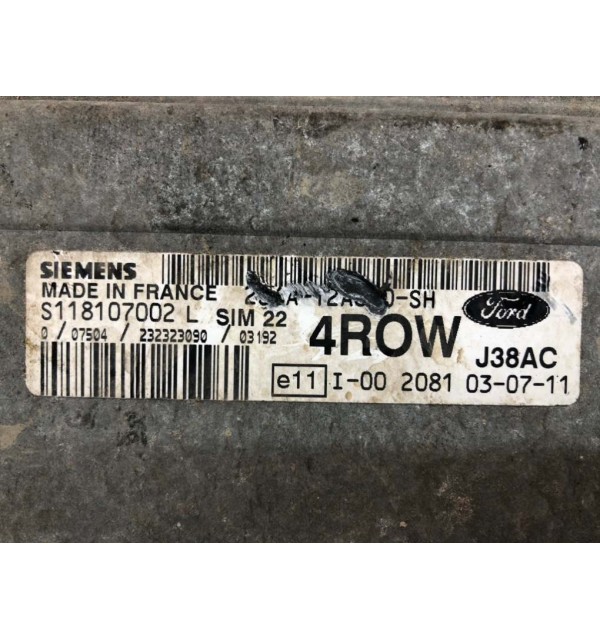 SIEMENS
MADE IN FRANCE
S118107002 L SIM 22
0 / 07504 / 232323090 / 03192
4ROW
Ford
J38AC
e11 I-00 2081 03-07-11